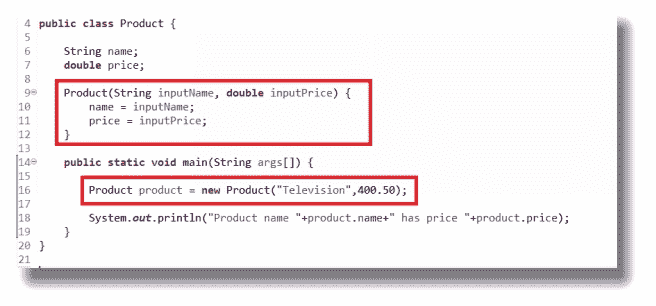 4 public class Product {
5
6 String name;
7 double price;
8
9 Product(String inputName, double inputPrice) {
10 name = inputName;
11 price = inputPrice;
12 }
13
14 public static void main(String args[]) {
15
16 Product product = new Product("Television",400.50);
17
18 System.out.println("Product name "+product.name+" has price "+product.price);
19 }
20 }
21